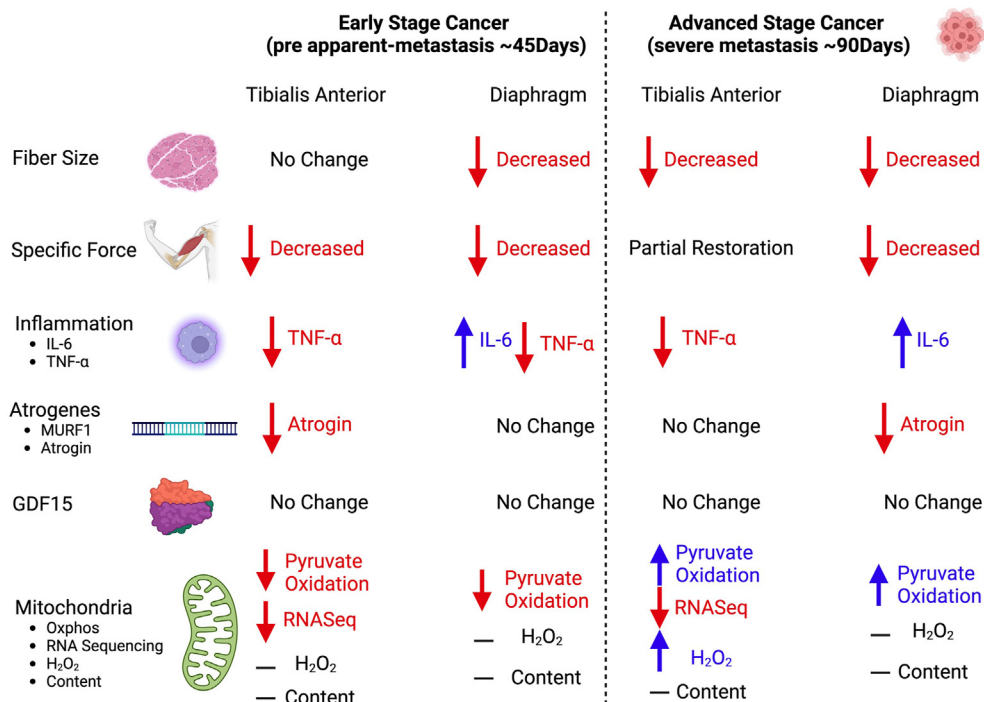 Early Stage Cancer
(pre apparent-metastasis ~45Days)
Advanced Stage Cancer
(severe metastasis ~90Days)
Tibialis Anterior
Diaphragm
Tibialis Anterior
Diaphragm
Fiber Size
No Change
Decreased
Decreased
Decreased
Specific Force
Decreased
Decreased
Partial Restoration
Decreased
Inflammation
• IL-6
• TNF-α
TNF-α
IL-6
TNF-α
TNF-α
IL-6
Atrogenes
• MURF1
• Atrogin
Atrogin
No Change
No Change
Atrogin
GDF15
No Change
No Change
No Change
No Change
Mitochondria
• Oxphos
• RNA Sequencing
• H₂O₂
• Content
Pyruvate
Oxidation
RNASeq
H₂O₂
Content
Pyruvate
Oxidation
H₂O₂
Content
Pyruvate
Oxidation
RNASeq
H₂O₂
Content
Pyruvate
Oxidation
H₂O₂
Content